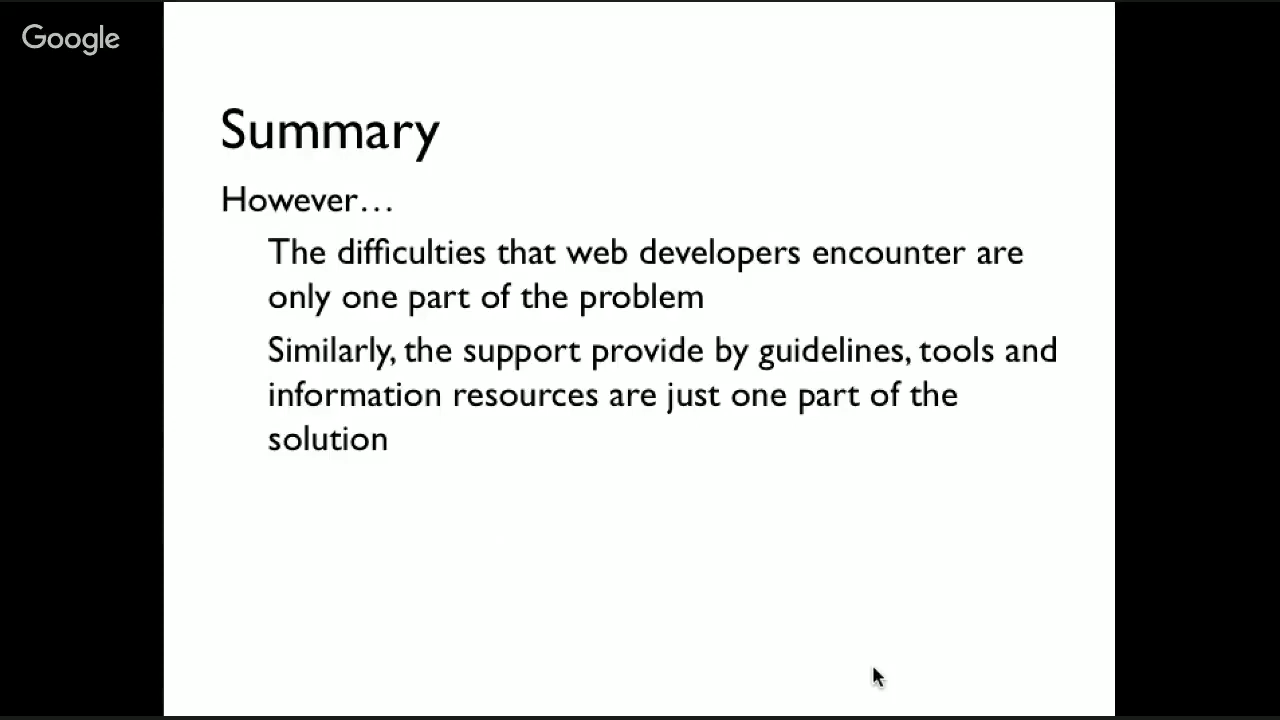 Google
Summary
However…
The difficulties that web developers encounter are
only one part of the problem
Similarly, the support provide by guidelines, tools and
information resources are just one part of the
solution